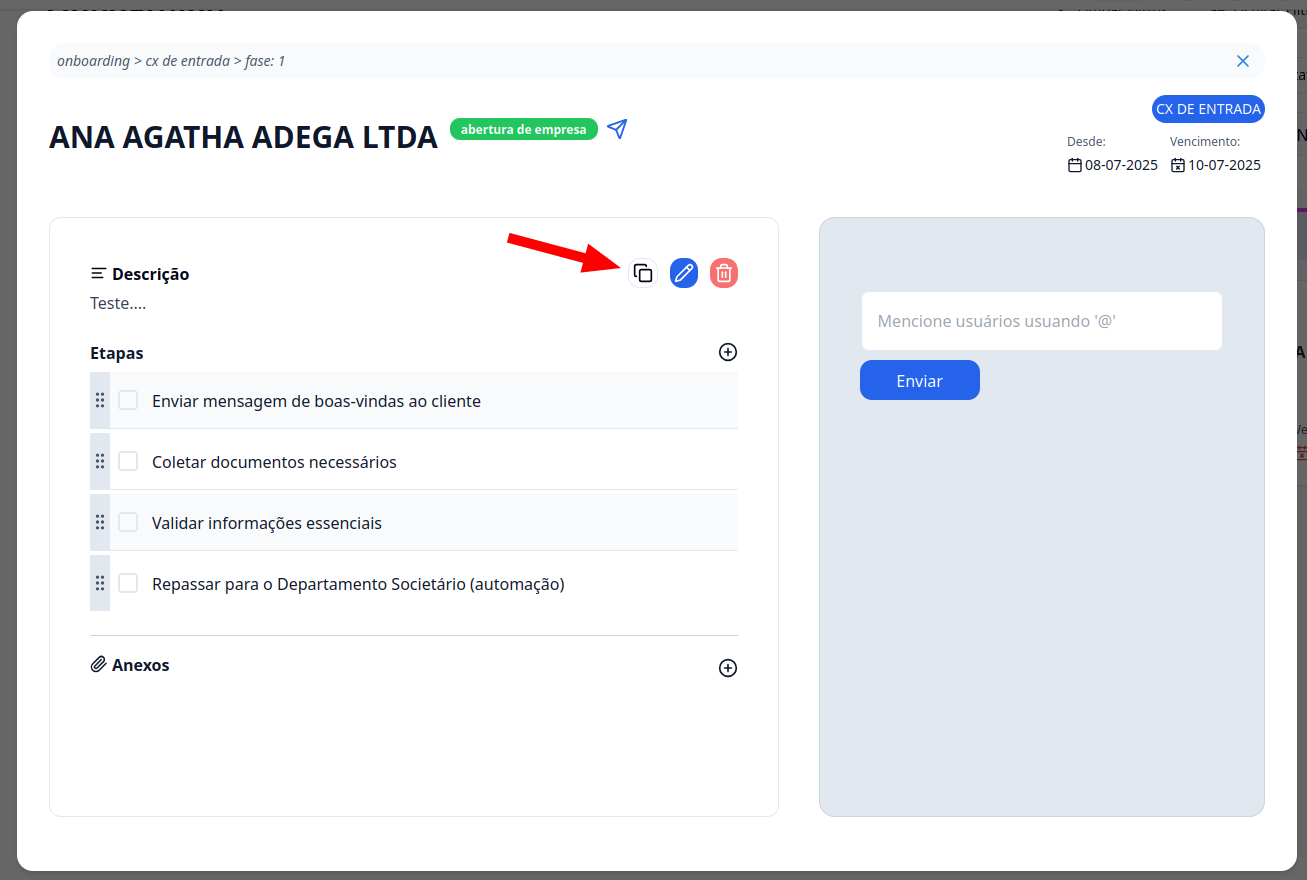 onboarding > cx de entrada > fase: 1
CX DE ENTRADA
ANA AGATHA ADEGA LTDA
abertura de empresa
Desde:
Vencimento:
08-07-2025
10-07-2025
Descrição
Teste....
Etapas
Enviar mensagem de boas-vindas ao cliente
Coletar documentos necessários
Validar informações essenciais
Repassar para o Departamento Societário (automação)
Anexos
Mencione usuários usuando '@'
Enviar